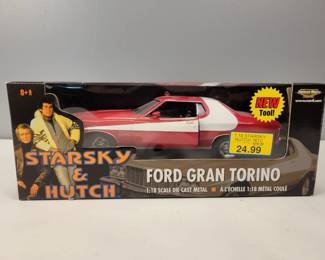 8+
NEW
Tool!
STARSKY
& HUTCH
24.99
FORD GRAN TORINO
1:18 SCALE DIE-CAST METAL ■ À L'ÉCHELLE 1:18 MÉTAL COULÉ